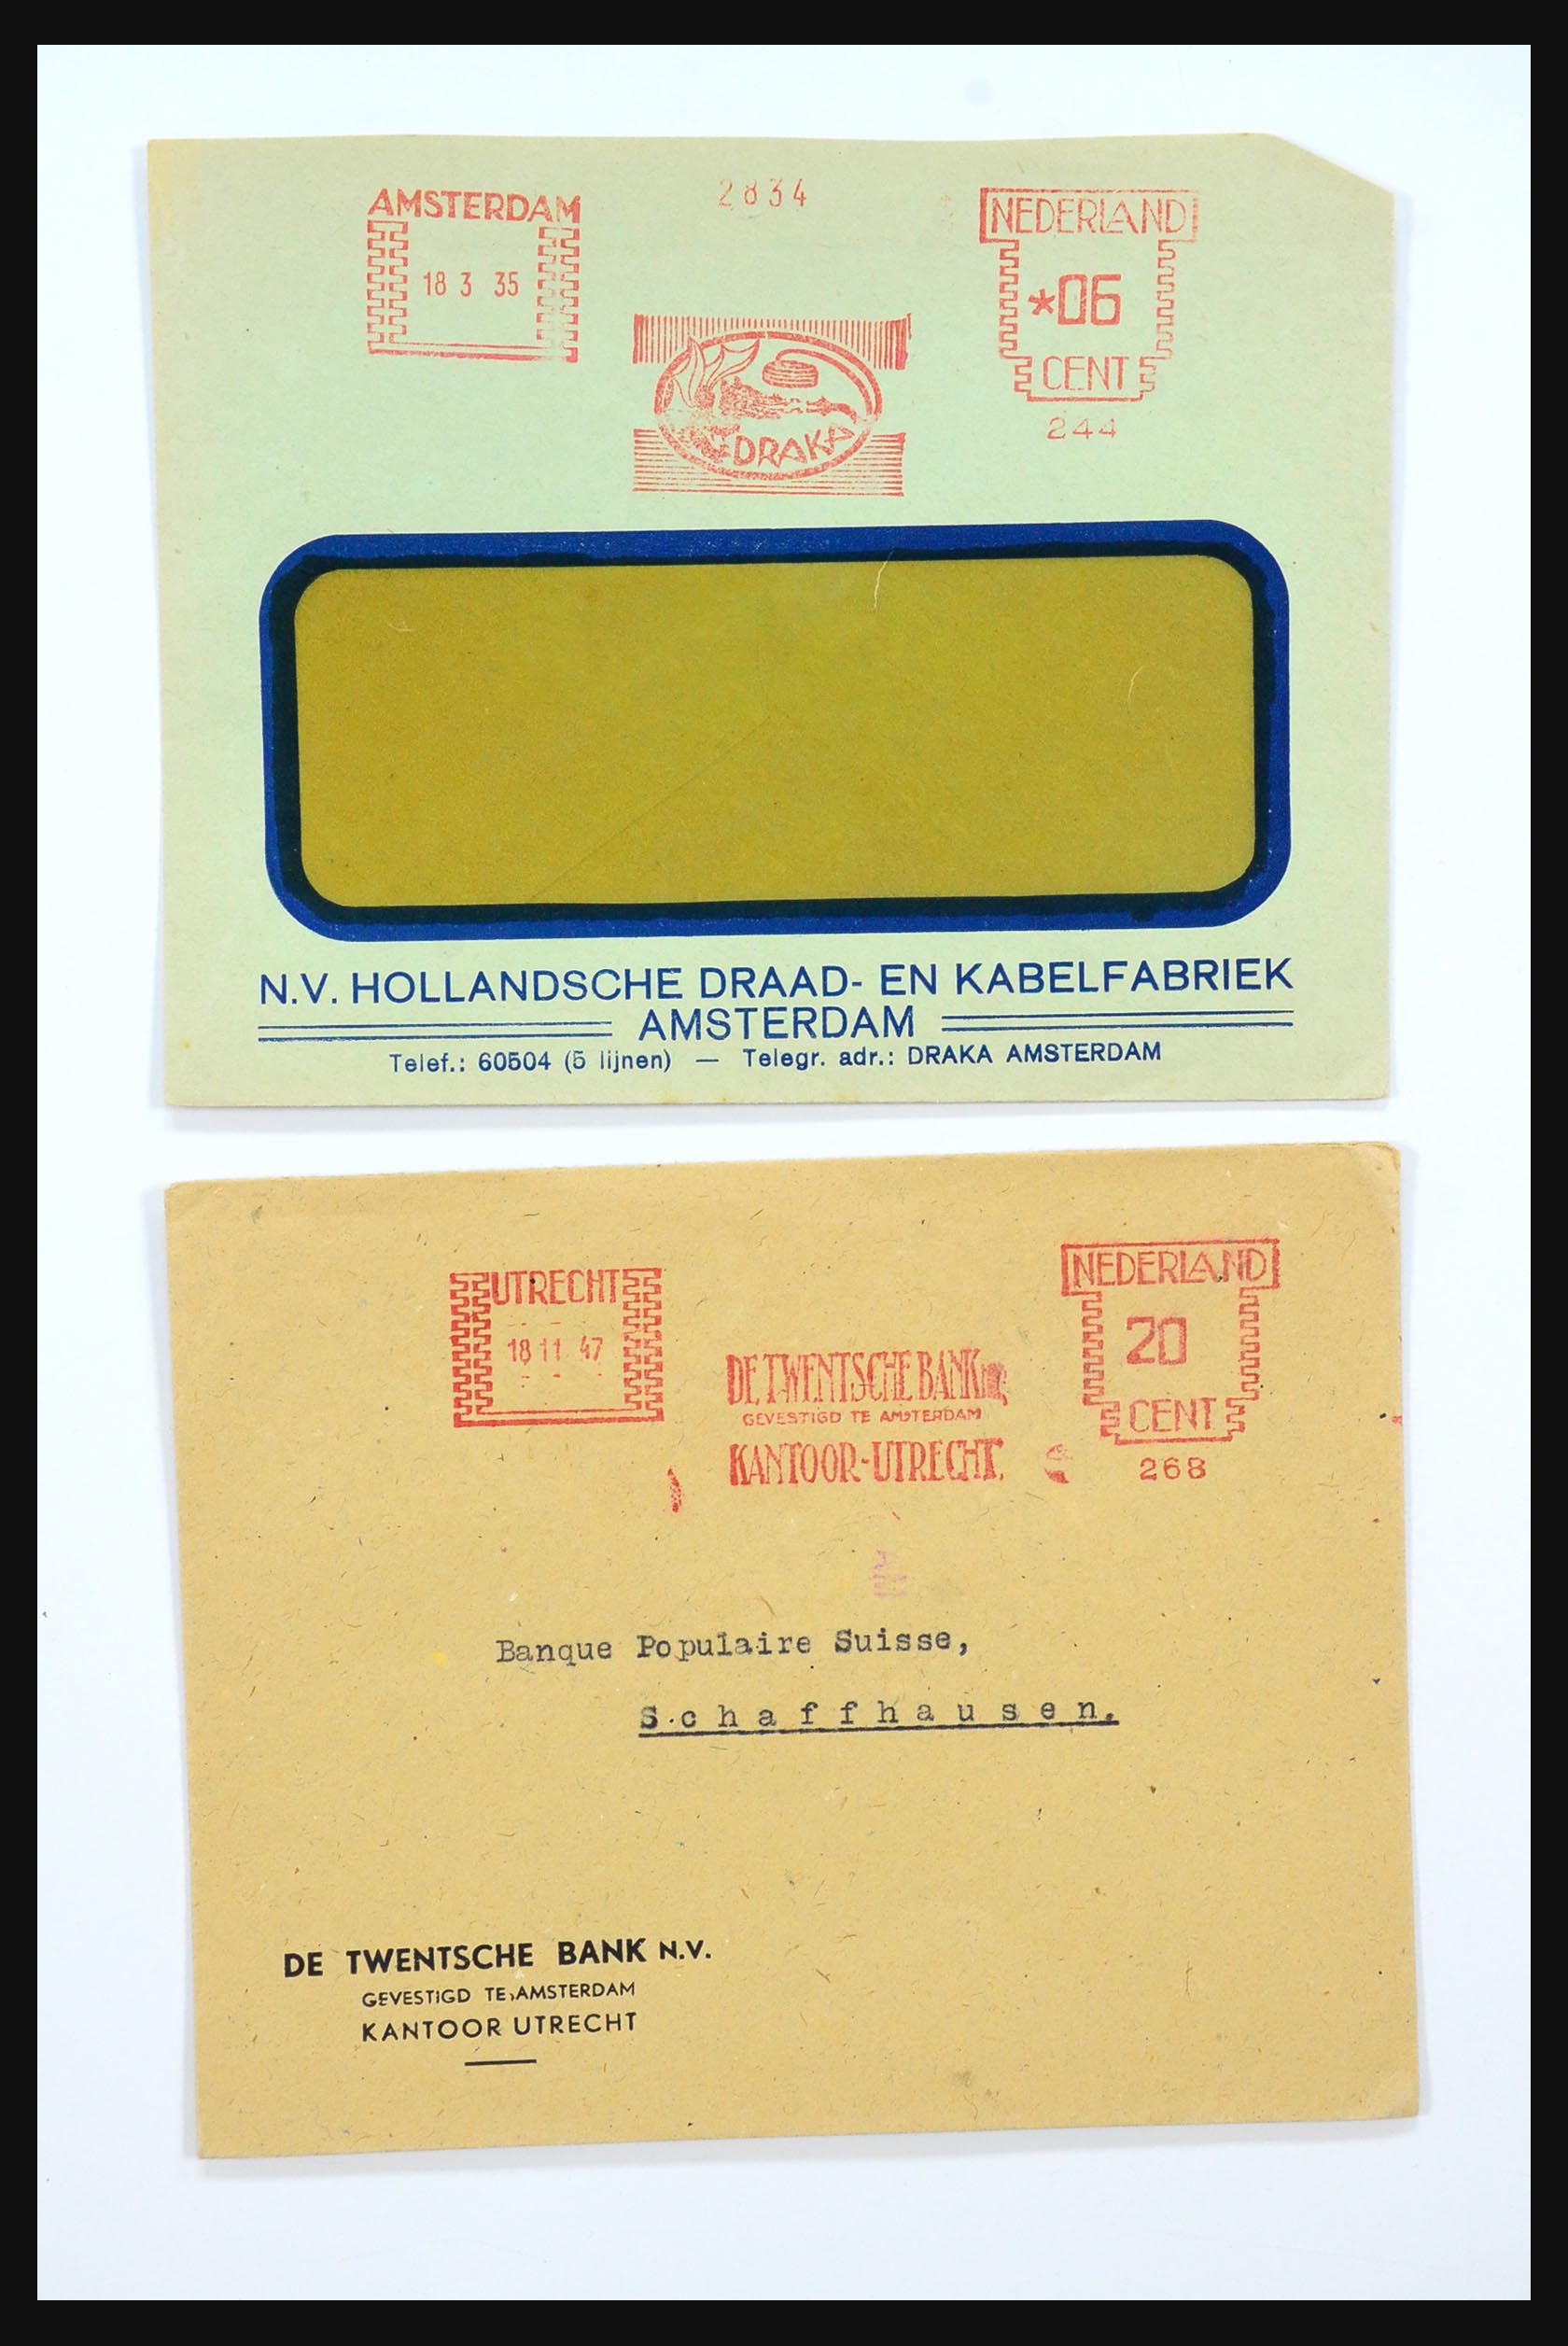 AMSTERDAM
18 3 35
2834
NEDERLAND
*06
CENT
244
DRAKA
N.V. HOLLANDSCHE DRAAD- EN KABELFABRIEK
AMSTERDAM
Telef.: 60504 (5 lijnen) — Telegr. adr.: DRAKA AMSTERDAM
UTRECHT
18 11 47
DE TWENTSCHE BANK
GEVESTIGD TE AMSTERDAM
KANTOOR-UTRECHT.
NEDERLAND
20
CENT
268
Banque Populaire Suisse,
Schaffhausen.
DE TWENTSCHE BANK N.V.
GEVESTIGD TE AMSTERDAM
KANTOOR UTRECHT